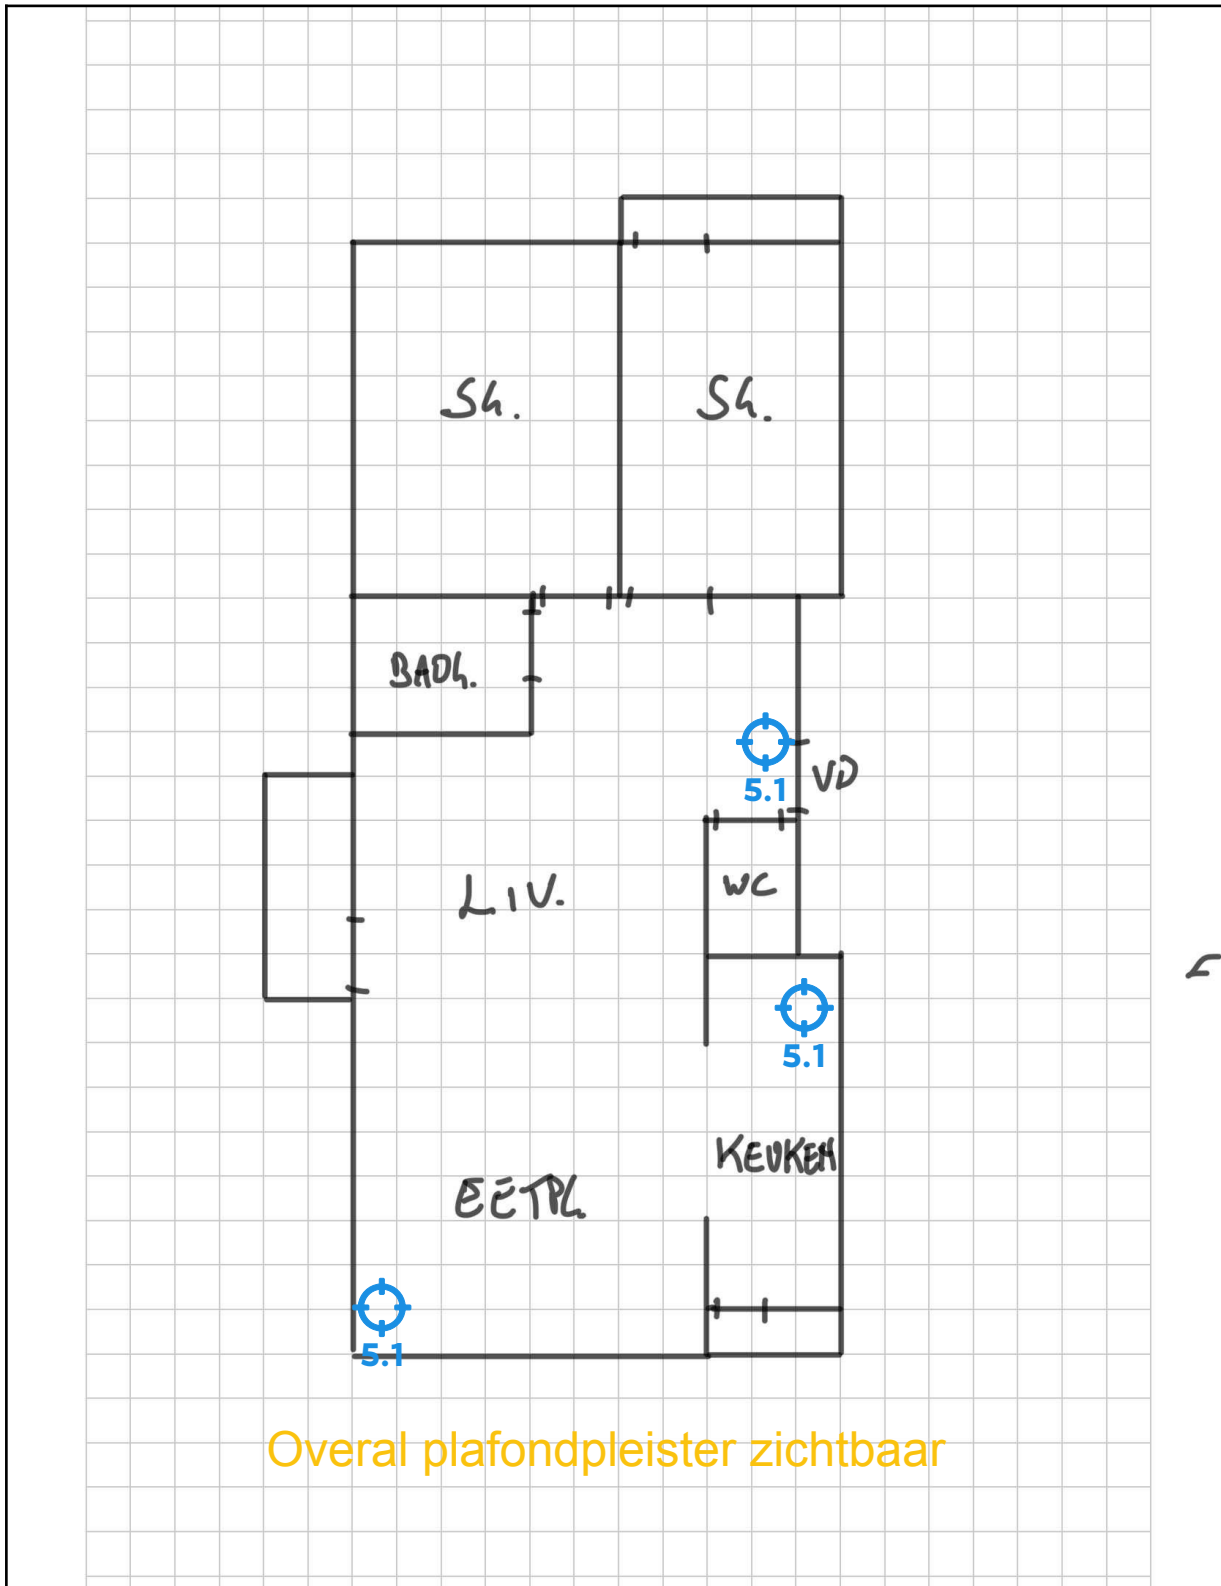 Sk.
Sk.
BADK.
5.1
VD
WC
LIV.
5.1
KEUKEN
EETPL.
5.1
Overal plafondpleister zichtbaar